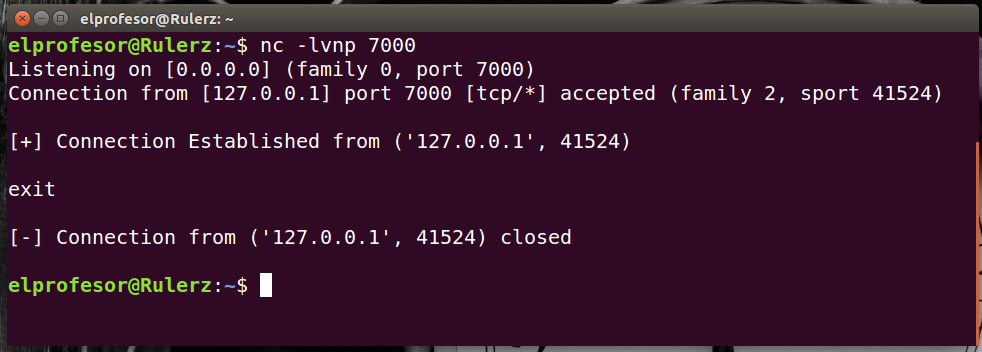 elprofesor@Rulerz: ~
elprofesor@Rulerz:~$ nc -lvnp 7000
Listening on [0.0.0.0] (family 0, port 7000)
Connection from [127.0.0.1] port 7000 [tcp/*] accepted (family 2, sport 41524)
[+] Connection Established from ('127.0.0.1', 41524)
exit
[-] Connection from ('127.0.0.1', 41524) closed
elprofesor@Rulerz:~$